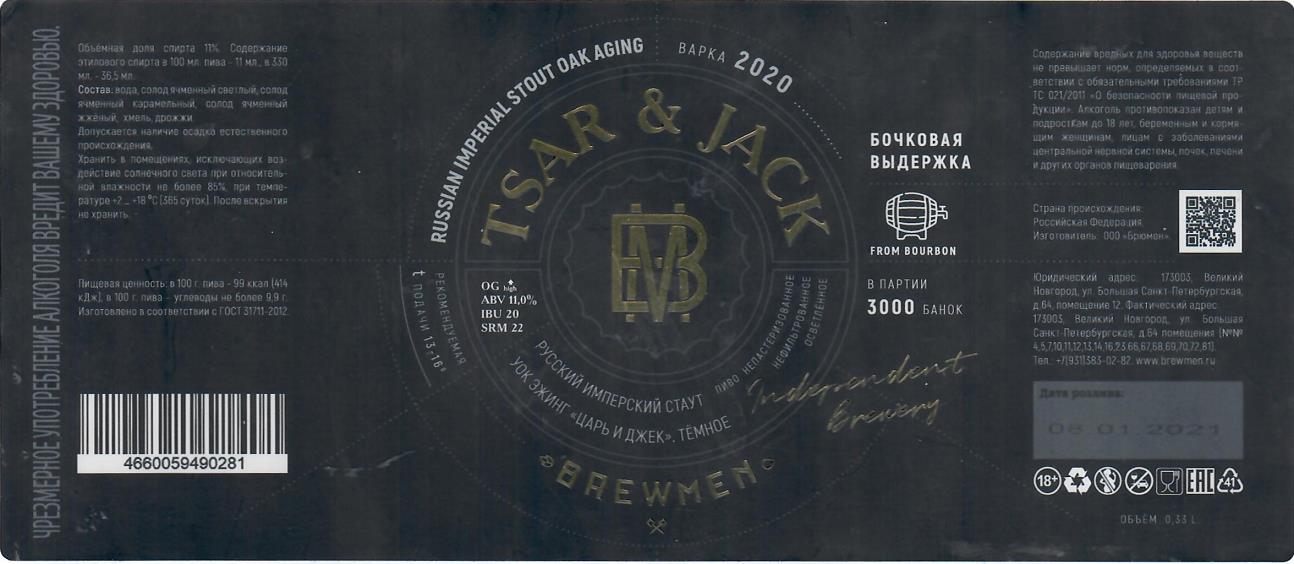 ЧРЕЗМЕРНОЕ УПОТРЕБЛЕНИЕ АЛКОГОЛЯ ВРЕДИТ ВАШЕМУ ЗДОРОВЬЮ.
Объёмная доля спирта 11%. Содержание
этилового спирта в 100 мл. пива - 11 мл., в 330
мл. - 36,5 мл.
Состав: вода, солод ячменный светлый, солод
ячменный карамельный, солод ячменный
жжёный, хмель, дрожжи.
Допускается наличие осадка естественного
происхождения.
Хранить в помещениях, исключающих воз-
действие солнечного света при относитель-
ной влажности не более 85%, при темпе-
ратуре +2 ... +18 °С (365 суток). После вскрытия
не хранить.
Пищевая ценность: в 100 г. пива - 99 ккал (414
кДж), в 100 г. пива - углеводы не более 9,9 г.
Изготовлено в соответствии с ГОСТ 31711-2012.
4660059490281
RUSSIAN IMPERIAL STOUT OAK AGING
ВАРКА 2020
TSAR & JACK
OG high
ABV 11,0%
IBU 20
SRM 22
РЕКОМЕНДУЕМАЯ
t ПОДАЧИ 13-18°
РУССКИЙ ИМПЕРСКИЙ СТАУТ
УОК ЭЖИНГ «ЦАРЬ И ДЖЕК». ТЁМНОЕ
ПИВО НЕПАСТЕРИЗОВАННОЕ
НЕФИЛЬТРОВАННОЕ
ОСВЕТЛЁННОЕ
BREWMEN
БОЧКОВАЯ
ВЫДЕРЖКА
FROM BOURBON
В ПАРТИИ
3000 БАНОК
Independent
Brewery
Содержание вредных для здоровья веществ
не превышает норм, определяемых в соот-
ветствии с обязательными требованиями ТР
ТС 021/2011 «О безопасности пищевой про-
дукции». Алкоголь противопоказан детям и
подросткам до 18 лет, беременным и кормя-
щим женщинам, лицам с заболеваниями
центральной нервной системы, почек, печени
и других органов пищеварения.
Страна происхождения:
Российская Федерация.
Изготовитель: ООО «Брюмен».
Юридический адрес: 173003, Великий
Новгород, ул. Большая Санкт-Петербургская,
д.64, помещение 12. Фактический адрес:
173003, Великий Новгород, ул. Большая
Санкт-Петербургская, д.64 помещения (№№
4,5,7,10,11,12,13,14,16,23,66,67,68,69,70,72,81).
Тел.: +7(931)383-02-82. www.brewmen.ru
Дата розлива:
08 01.2021
18+
EAC
41
ОБЪЁМ: 0,33 L